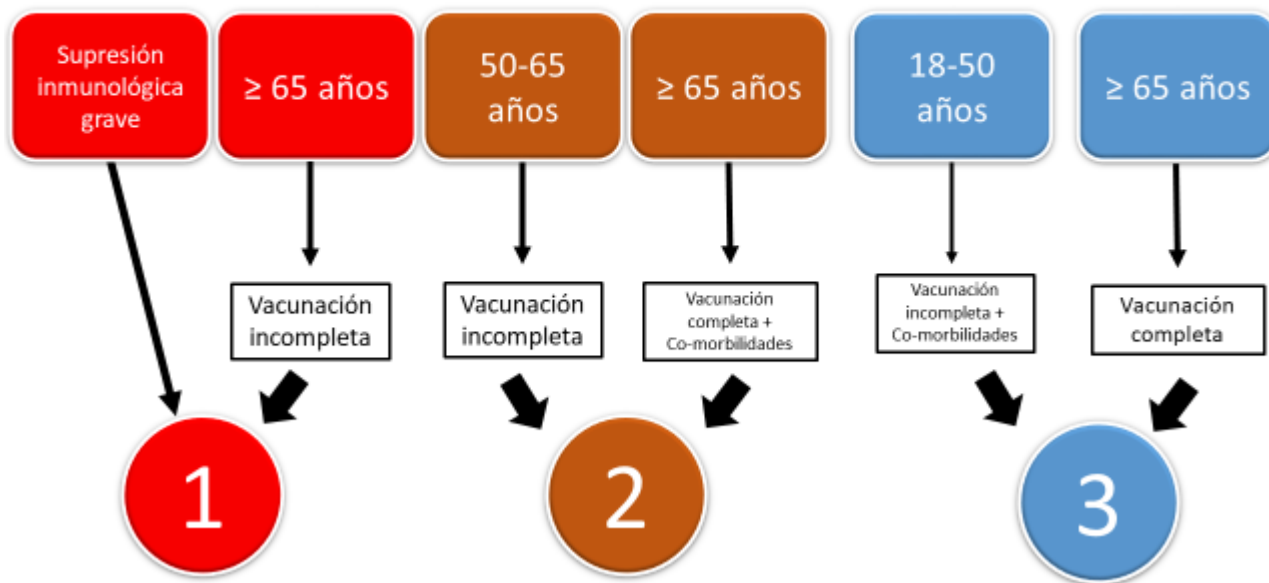 Supresión
inmunológica
grave
≥ 65 años
50-65
años
≥ 65 años
18-50
años
≥ 65 años
Vacunación
incompleta
Vacunación
incompleta
Vacunación
completa +
Co-morbilidades
Vacunación
incompleta +
Co-morbilidades
Vacunación
completa
1
2
3